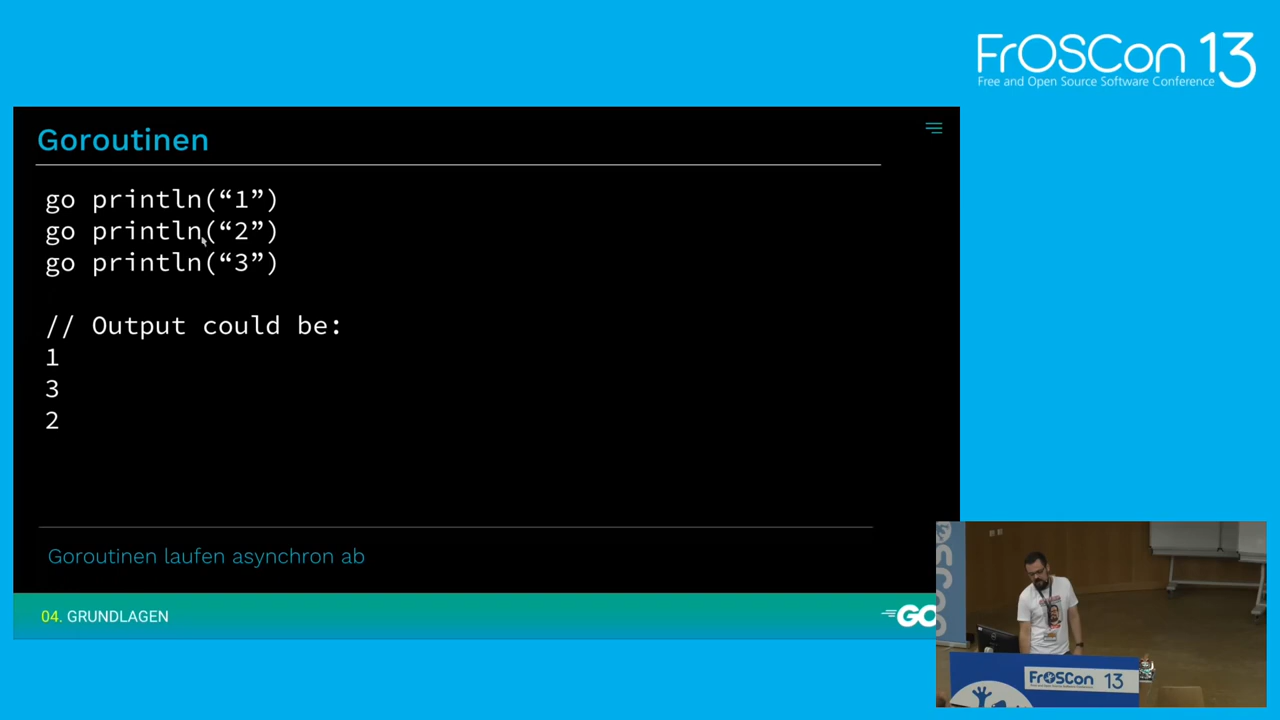 FrOSCon 13
Free and Open Source Software Conference
Goroutinen
go println(“1”)
go println(“2”)
go println(“3”)
// Output could be:
1
3
2
Goroutinen laufen asynchron ab
04. GRUNDLAGEN
GO
OSCO
FrOSCon 13